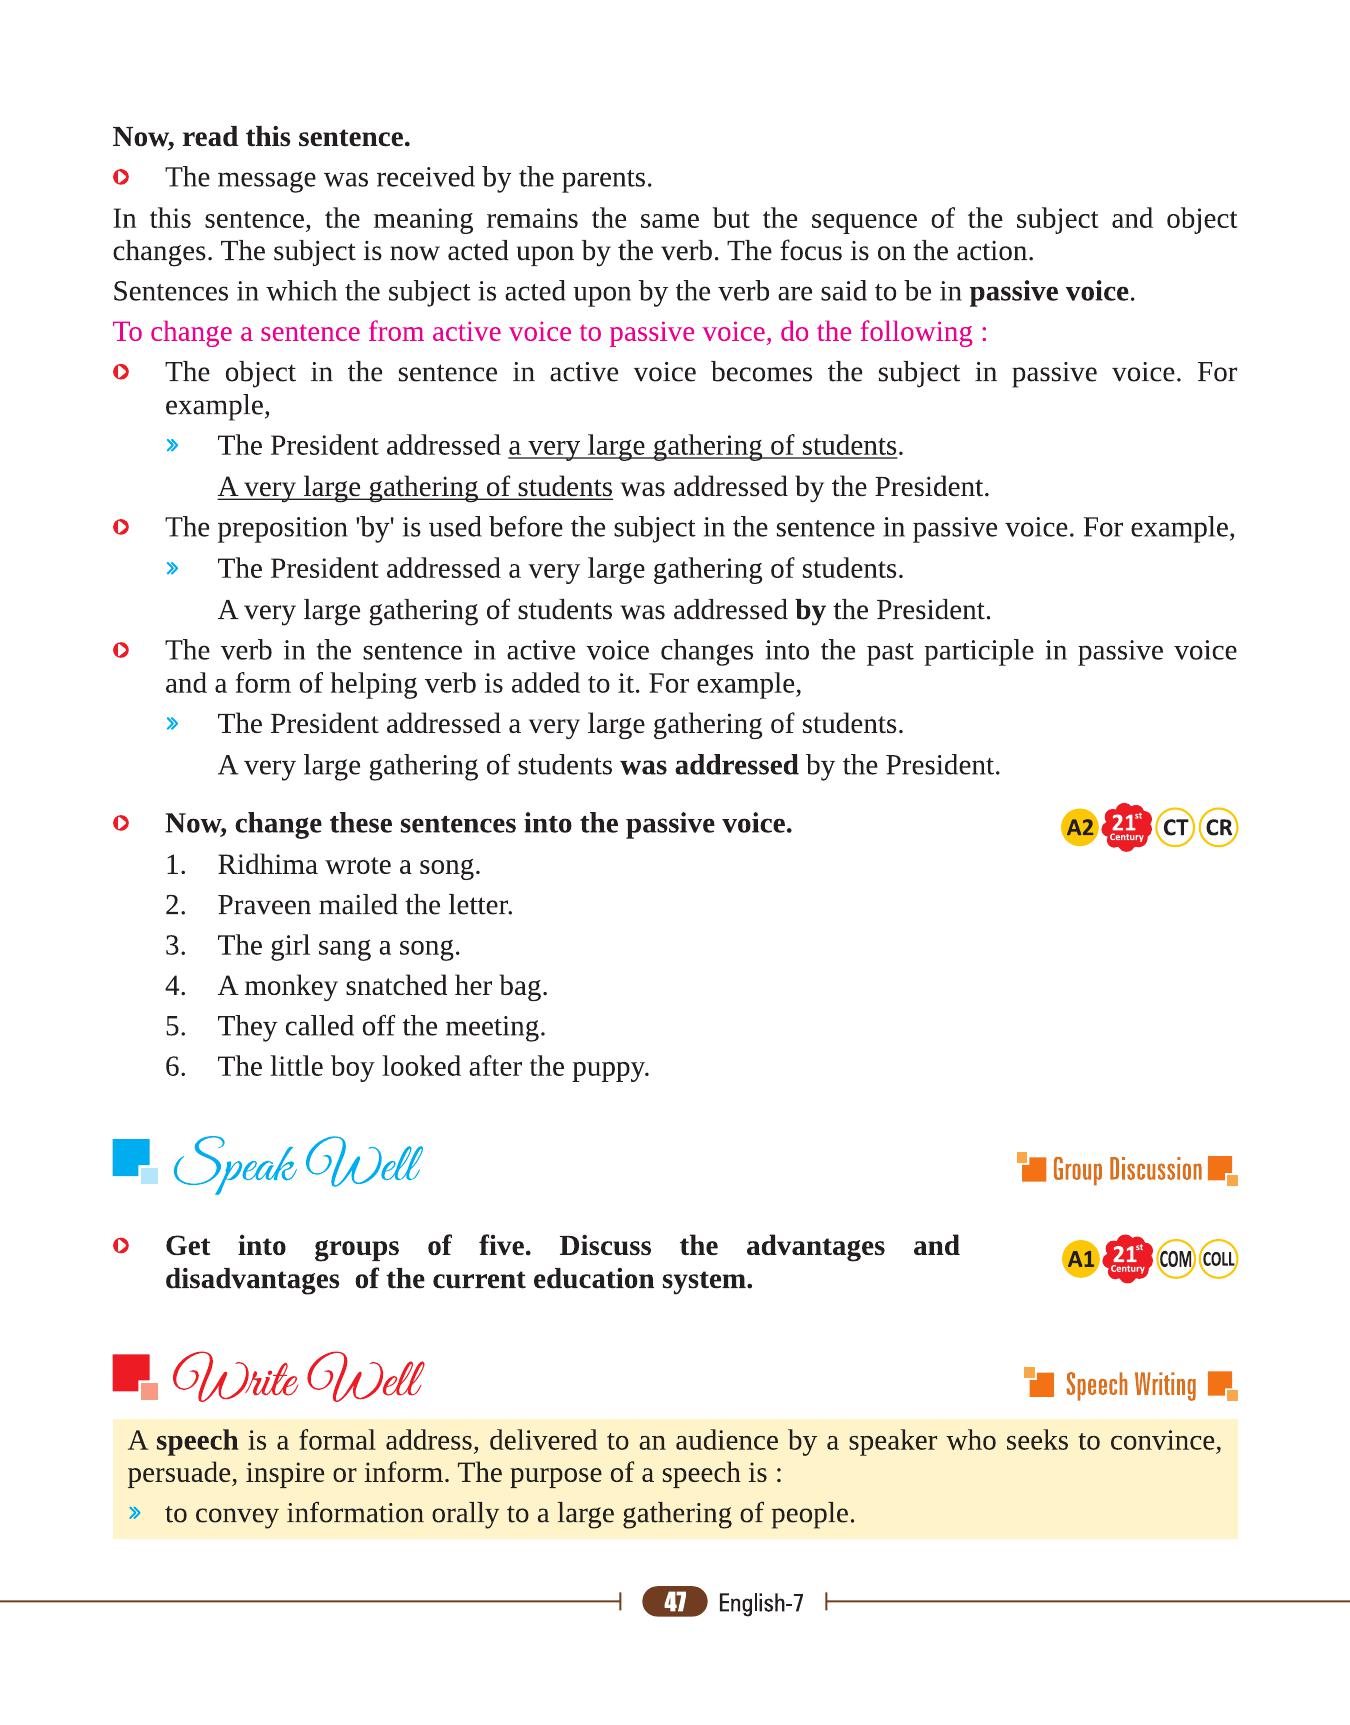 Now, read this sentence.
The message was received by the parents.
In this sentence, the meaning remains the same but the sequence of the subject and object
changes. The subject is now acted upon by the verb. The focus is on the action.
Sentences in which the subject is acted upon by the verb are said to be in passive voice.
To change a sentence from active voice to passive voice, do the following :
The object in the sentence in active voice becomes the subject in passive voice. For
example,
» The President addressed a very large gathering of students.
A very large gathering of students was addressed by the President.
The preposition 'by' is used before the subject in the sentence in passive voice. For example,
» The President addressed a very large gathering of students.
A very large gathering of students was addressed by the President.
The verb in the sentence in active voice changes into the past participle in passive voice
and a form of helping verb is added to it. For example,
» The President addressed a very large gathering of students.
A very large gathering of students was addressed by the President.
Now, change these sentences into the passive voice. A2 21st Century CT CR
1. Ridhima wrote a song.
2. Praveen mailed the letter.
3. The girl sang a song.
4. A monkey snatched her bag.
5. They called off the meeting.
6. The little boy looked after the puppy.
Speak Well Group Discussion
Get into groups of five. Discuss the advantages and
disadvantages of the current education system. A1 21st Century COM COLL
Write Well Speech Writing
A speech is a formal address, delivered to an audience by a speaker who seeks to convince,
persuade, inspire or inform. The purpose of a speech is :
» to convey information orally to a large gathering of people.
47 English-7